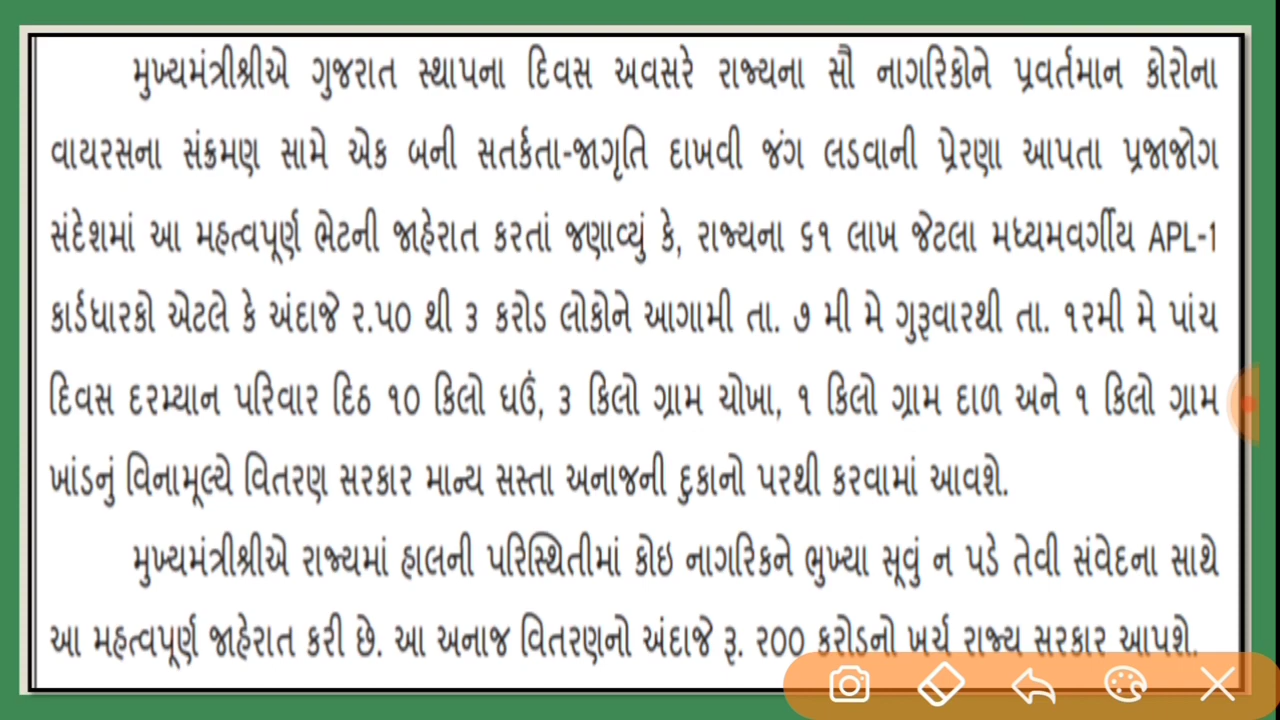 મુખ્યમંત્રીશ્રીએ ગુજરાત સ્થાપના દિવસ અવસરે રાજ્યના સૌ નાગરિકોને પ્રવર્તમાન કોરોના
વાયરસના સંક્રમણ સામે એક બની સતર્કતા-જાગૃતિ દાખવી જંગ લડવાની પ્રેરણા આપતા પ્રજાજોગ
સંદેશમાં આ મહત્વપૂર્ણ ભેટની જાહેરાત કરતાં જણાવ્યું કે, રાજ્યના ૬૧ લાખ જેટલા મધ્યમવર્ગીય APL-1
કાર્ડધારકો એટલે કે અંદાજે ૨.૫૦ થી ૩ કરોડ લોકોને આગામી તા. ૭ મી મે ગુરૂવારથી તા. ૧૨મી મે પાંચ
દિવસ દરમ્યાન પરિવાર દિઠ ૧૦ કિલો ઘઉં, ૩ કિલો ગ્રામ ચોખા, ૧ કિલો ગ્રામ દાળ અને ૧ કિલો ગ્રામ
ખાંડનું વિનામૂલ્યે વિતરણ સરકાર માન્ય સસ્તા અનાજની દુકાનો પરથી કરવામાં આવશે.
મુખ્યમંત્રીશ્રીએ રાજ્યમાં હાલની પરિસ્થિતીમાં કોઇ નાગરિકને ભુખ્યા સૂવું ન પડે તેવી સંવેદના સાથે
આ મહત્વપૂર્ણ જાહેરાત કરી છે. આ અનાજ વિતરણનો અંદાજે રૂ. ૨૦૦ કરોડનો ખર્ચ રાજ્ય સરકાર આપશે.